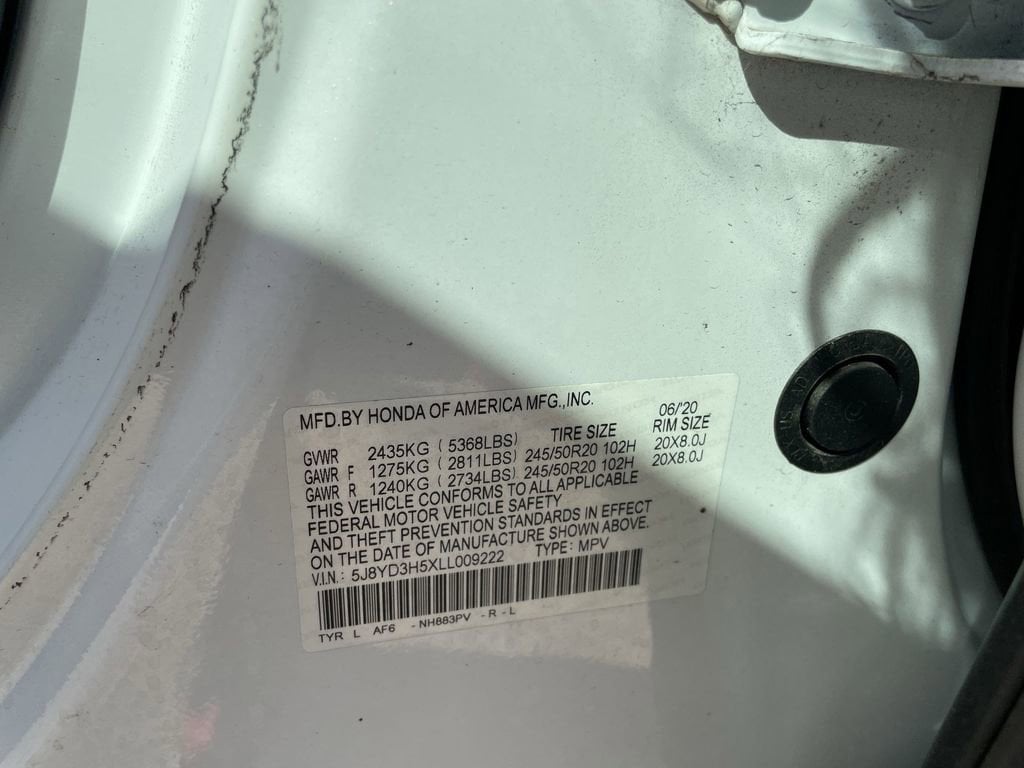 MFD.BY HONDA OF AMERICA MFG.,INC. 06/'20
TIRE SIZE RIM SIZE
GVWR 2435KG ( 5368LBS)
GAWR F 1275KG ( 2811LBS) 245/50R20 102H 20X8.0J
GAWR R 1240KG ( 2734LBS) 245/50R20 102H 20X8.0J
THIS VEHICLE CONFORMS TO ALL APPLICABLE
FEDERAL MOTOR VEHICLE SAFETY
AND THEFT PREVENTION STANDARDS IN EFFECT
ON THE DATE OF MANUFACTURE SHOWN ABOVE.
V.I.N.: 5J8YD3H5XLL009222 TYPE: MPV
TYR L AF6 -NH883PV -R-L